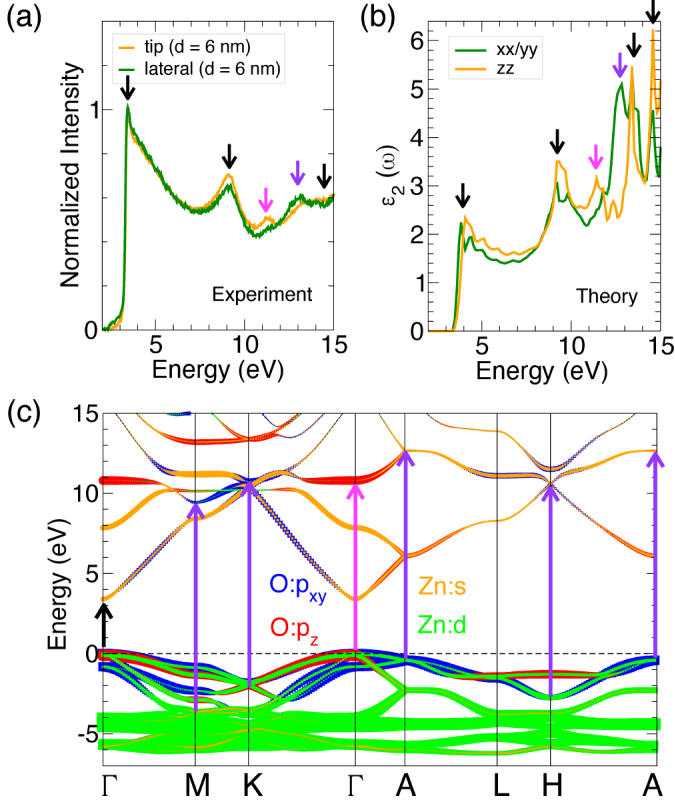 (a)
tip (d = 6 nm)
lateral (d = 6 nm)
Normalized Intensity
1
0
Experiment
5 10 15
Energy (eV)
(b)
xx/yy
zz
ε2 (ω)
6
5
4
3
2
1
0
Theory
5 10 15
Energy (eV)
(c)
Energy (eV)
15
10
5
0
-5
O:pxy
O:pz
Zn:s
Zn:d
Γ M K Γ A L H A